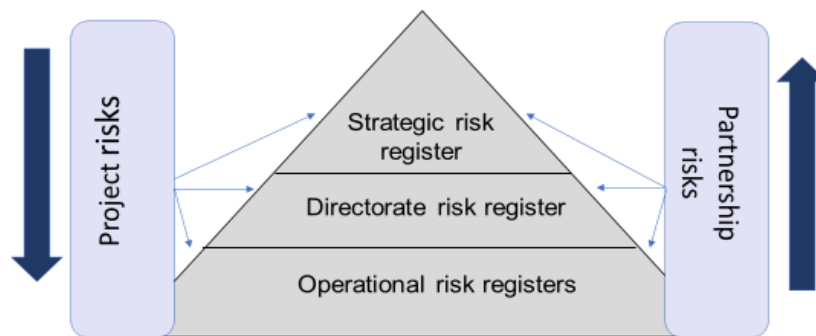 Project risks
Strategic risk
register
Directorate risk register
Operational risk registers
Partnership
risks